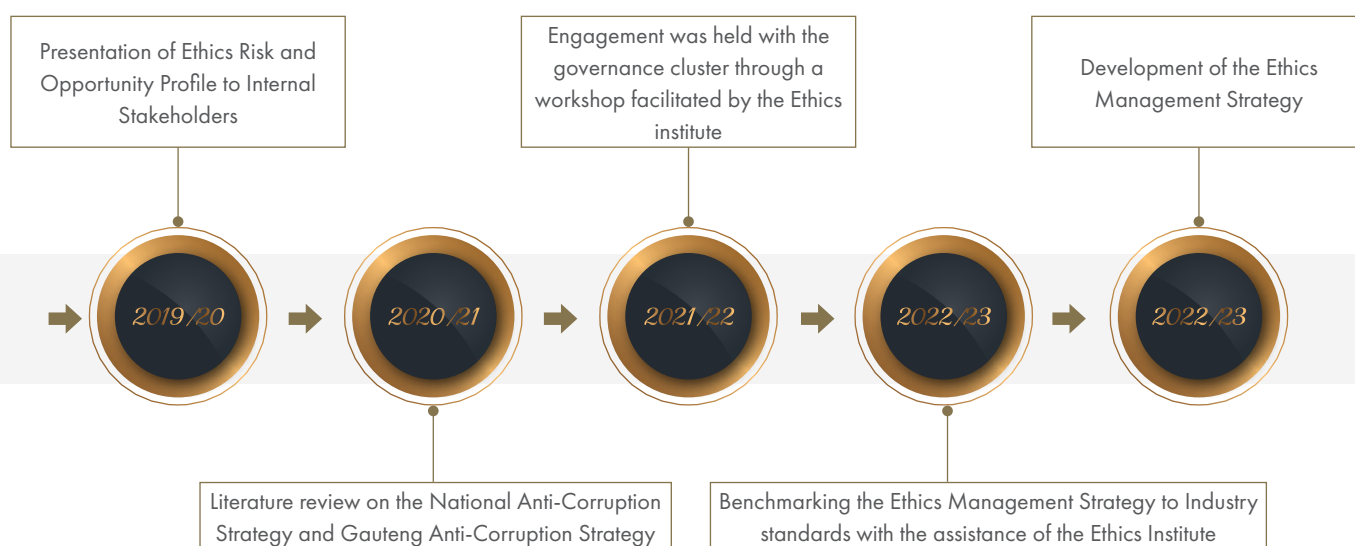 Presentation of Ethics Risk and
Opportunity Profile to Internal
Stakeholders
Engagement was held with the
governance cluster through a
workshop facilitated by the Ethics
institute
Development of the Ethics
Management Strategy
2019/20
2020/21
2021/22
2022/23
2022/23
Literature review on the National Anti-Corruption
Strategy and Gauteng Anti-Corruption Strategy
Benchmarking the Ethics Management Strategy to Industry
standards with the assistance of the Ethics Institute